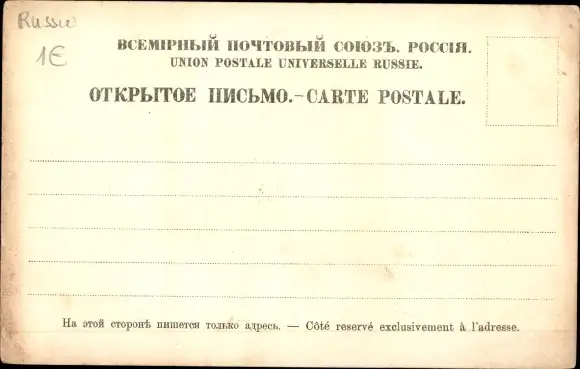 Russie
1€
ВСЕМІРНЫЙ ПОЧТОВЫЙ СОЮЗЪ. РОССІЯ.
UNION POSTALE UNIVERSELLE RUSSIE.
ОТКРЫТОЕ ПИСЬМО.–CARTE POSTALE.
На этой сторонѣ пишется только адресъ. — Côté reservé exclusivement à l'adresse.